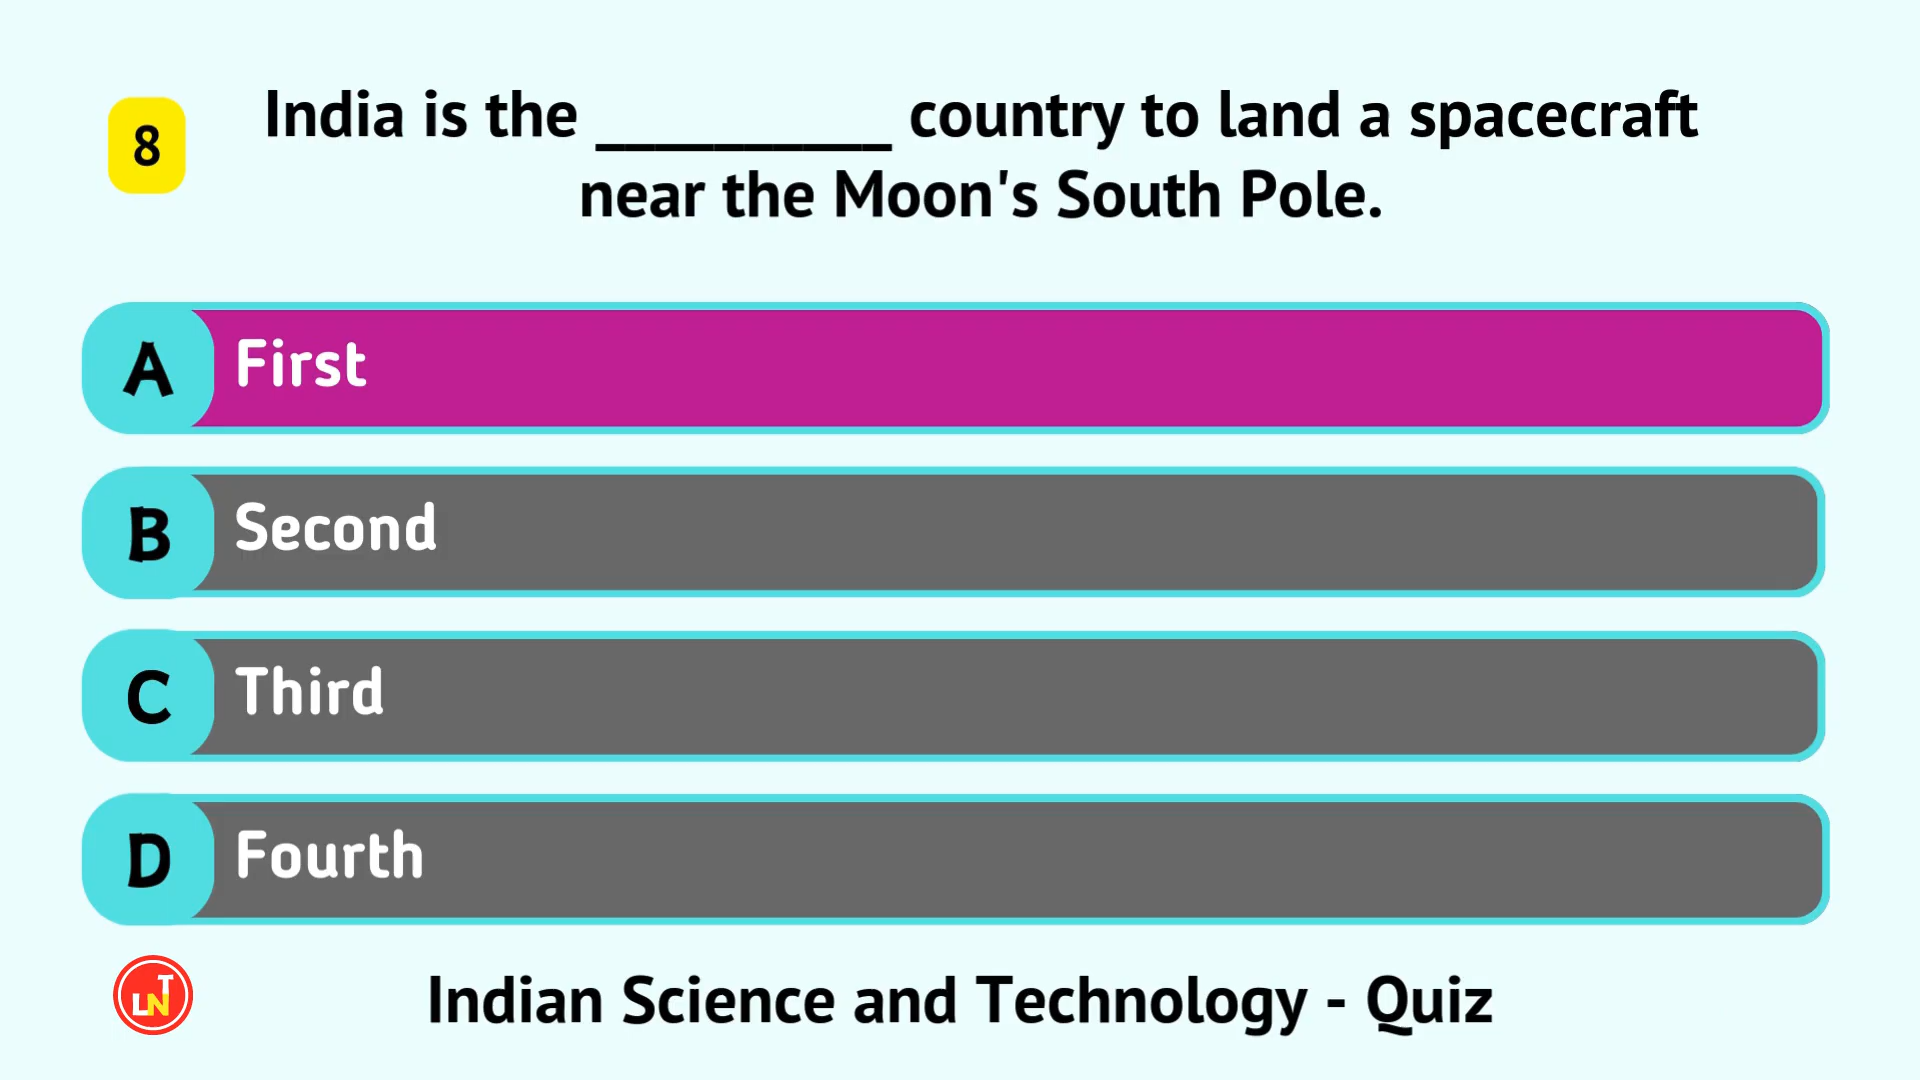 8
India is the __________ country to land a spacecraft
near the Moon's South Pole.
A First
B Second
C Third
D Fourth
LNT
Indian Science and Technology - Quiz